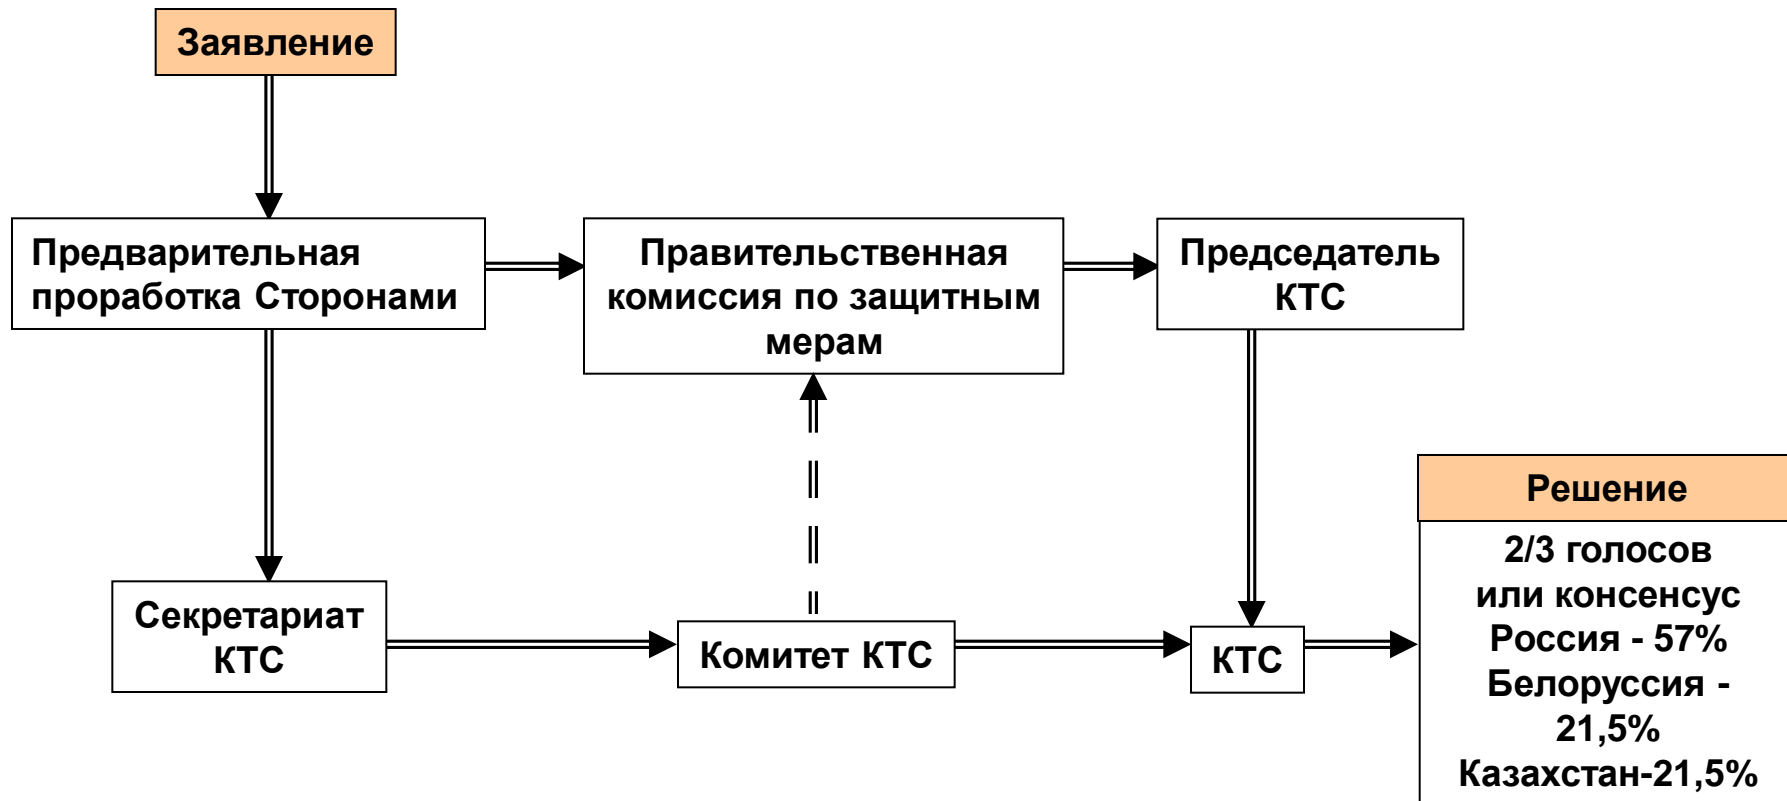 Заявление
Предварительная
проработка Сторонами
Правительственная
комиссия по защитным
мерам
Председатель
КТС
Секретариат
КТС
Комитет КТС
КТС
Решение
2/3 голосов
или консенсус
Россия - 57%
Белоруссия -
21,5%
Казахстан-21,5%